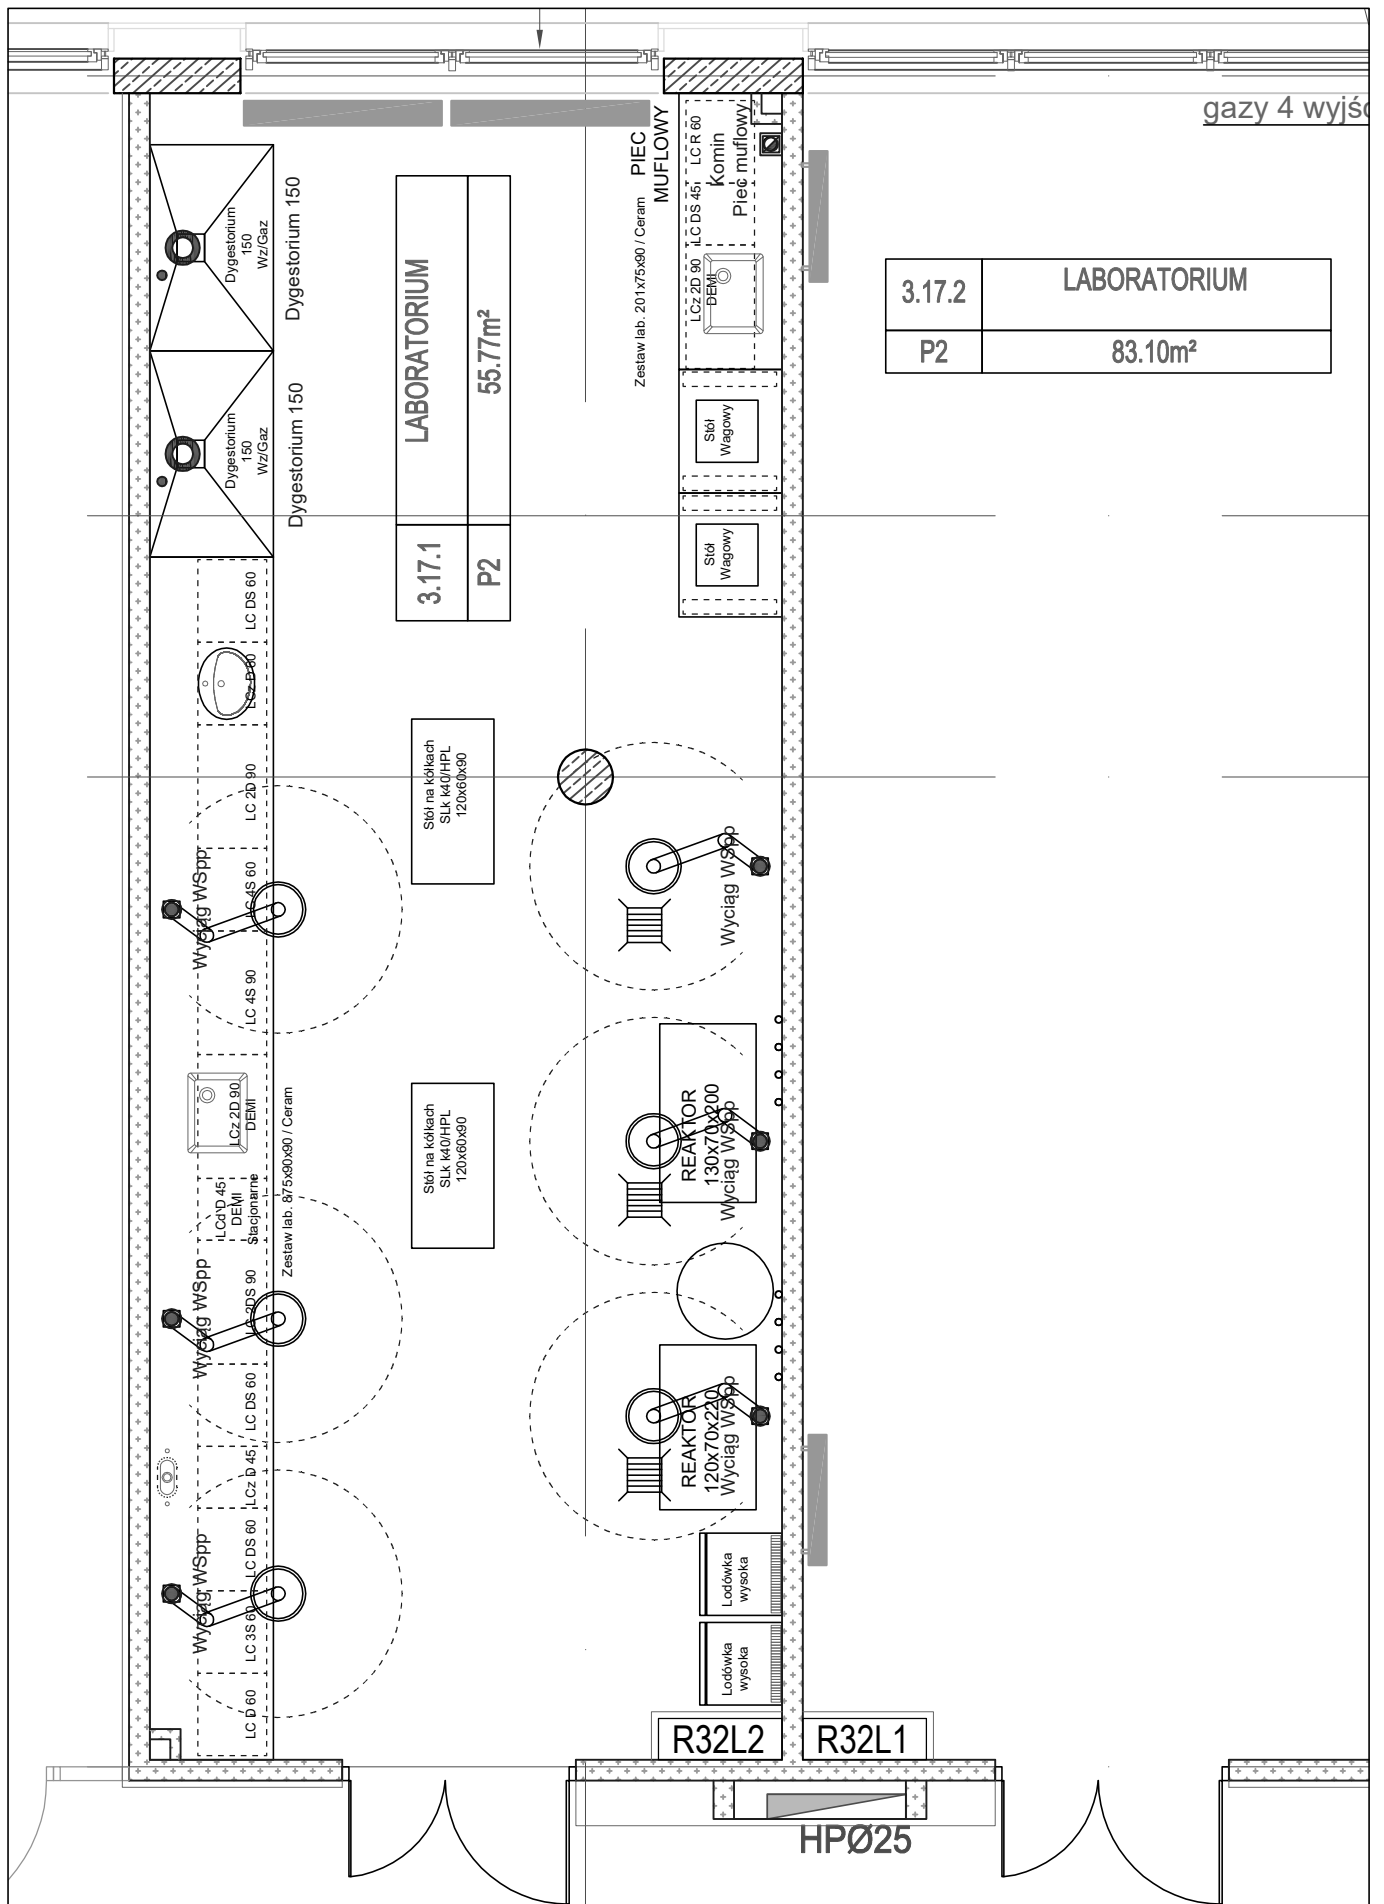 gazy 4 wyjś
PIEC
MUFLOWY
LC R 60
Komin
Piec muflowy
LC DS 45
LCz 2D 90
DEMI
Zestaw lab. 201x75x90 / Ceram
Dygestorium
150
Wz/Gaz
Dygestorium 150
Dygestorium
150
Wz/Gaz
Dygestorium 150
3.17.1
LABORATORIUM
P2
55.77m²
3.17.2
LABORATORIUM
P2
83.10m²
Stół
Wagowy
Stół
Wagowy
LC DS 60
LCz D 60
LC 2D 90
LC 4S 60
Wyciąg WSpp
LC 4S 90
LCz 2D 90
DEMI
LCd D 45
DEMI
Stacjonarne
Zestaw lab. 875x90x90 / Ceram
LC 2DS 90
Wyciąg WSpp
LC DS 60
LCz D 45
LC DS 60
Wyciąg WSpp
LC 3S 60
LC D 60
Stół na kółkach
SLk k40/HPL
120x60x90
Stół na kółkach
SLk k40/HPL
120x60x90
Wyciąg WSpp
REAKTOR
130x70x200
Wyciąg WSpp
REAKTOR
120x70x220
Wyciąg WSpp
Lodówka
wysoka
Lodówka
wysoka
R32L2
R32L1
HPØ25